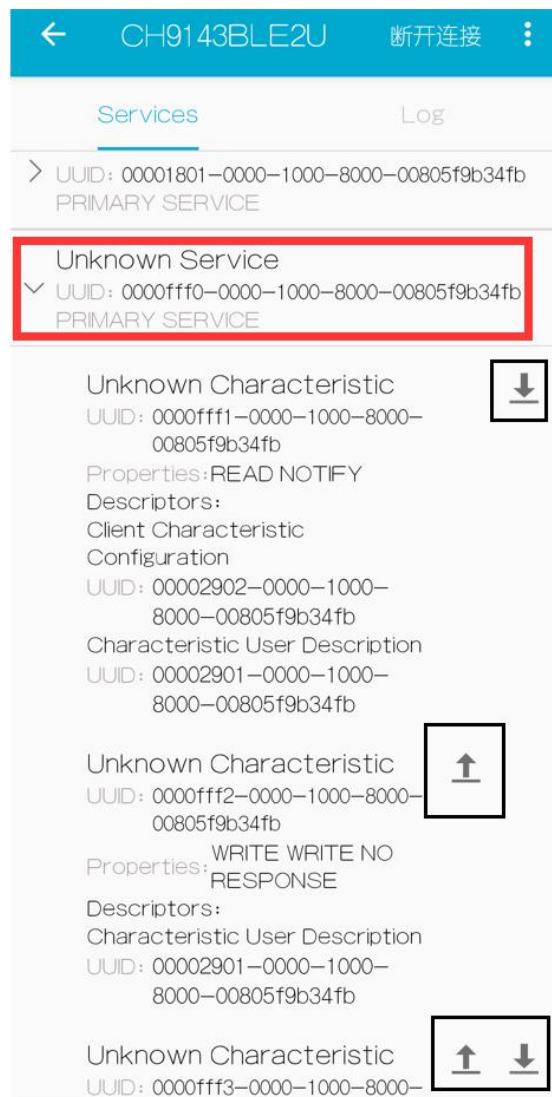 CH9143BLE2U 断开连接
Services Log
UUID: 00001801-0000-1000-8000-00805f9b34fb
PRIMARY SERVICE
Unknown Service
UUID: 0000fff0-0000-1000-8000-00805f9b34fb
PRIMARY SERVICE
Unknown Characteristic
UUID: 0000fff1-0000-1000-8000-
00805f9b34fb
Properties:READ NOTIFY
Descriptors:
Client Characteristic
Configuration
UUID: 00002902-0000-1000-
8000-00805f9b34fb
Characteristic User Description
UUID: 00002901-0000-1000-
8000-00805f9b34fb
Unknown Characteristic
UUID: 0000fff2-0000-1000-8000-
00805f9b34fb
Properties: WRITE WRITE NO
RESPONSE
Descriptors:
Characteristic User Description
UUID: 00002901-0000-1000-
8000-00805f9b34fb
Unknown Characteristic
UUID: 0000fff3-0000-1000-8000-